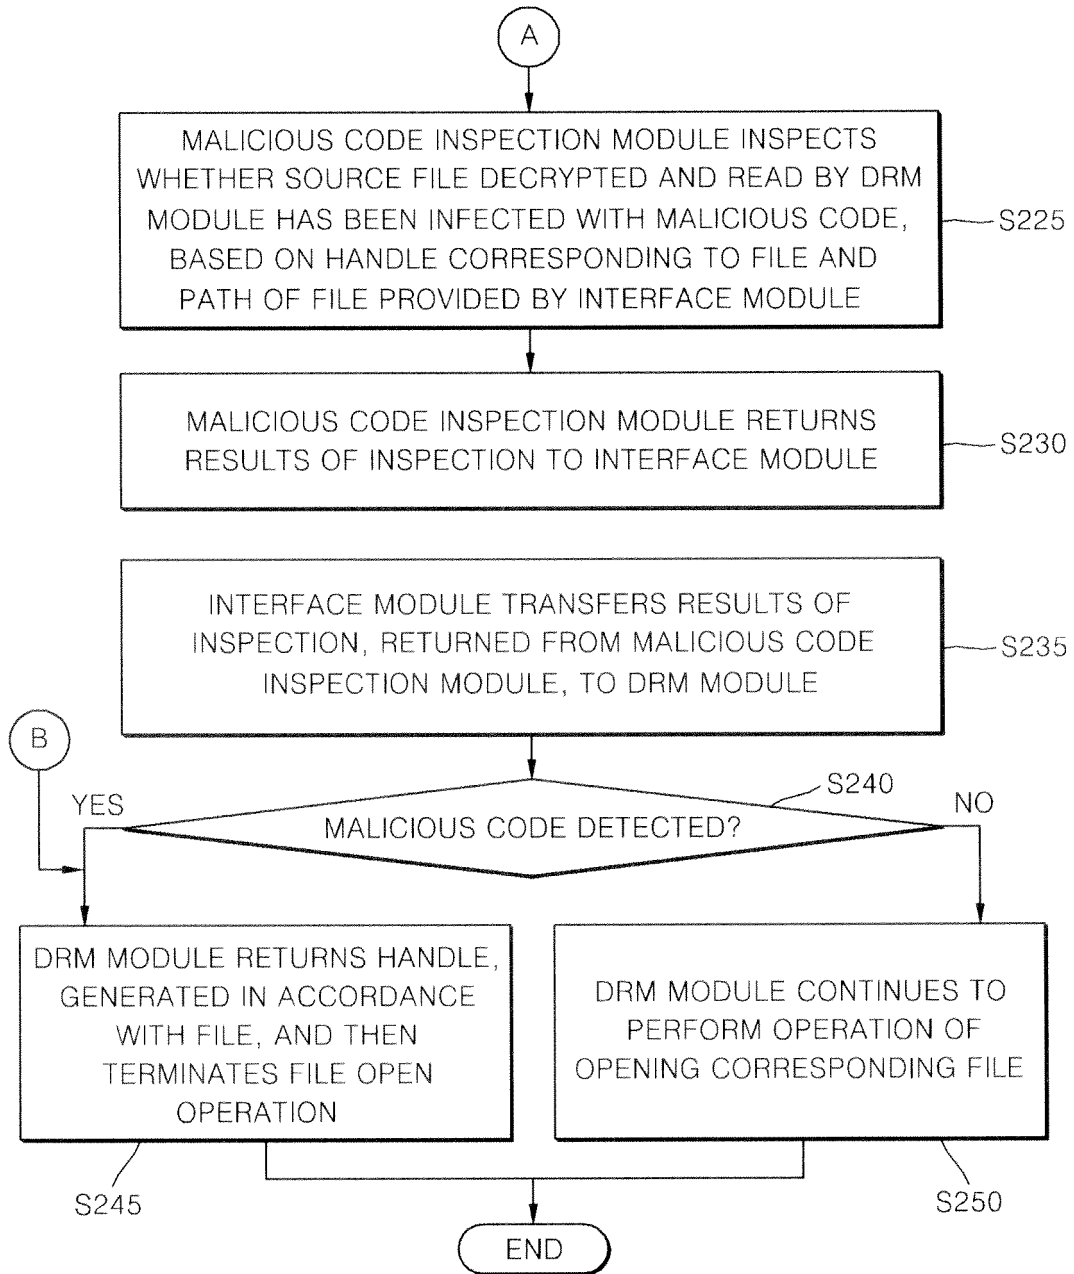 A
MALICIOUS CODE INSPECTION MODULE INSPECTS
WHETHER SOURCE FILE DECRYPTED AND READ BY DRM
MODULE HAS BEEN INFECTED WITH MALICIOUS CODE,
BASED ON HANDLE CORRESPONDING TO FILE AND
PATH OF FILE PROVIDED BY INTERFACE MODULE
S225
MALICIOUS CODE INSPECTION MODULE RETURNS
RESULTS OF INSPECTION TO INTERFACE MODULE
S230
INTERFACE MODULE TRANSFERS RESULTS OF
INSPECTION, RETURNED FROM MALICIOUS CODE
INSPECTION MODULE, TO DRM MODULE
S235
B
YES
S240
NO
MALICIOUS CODE DETECTED?
DRM MODULE RETURNS HANDLE,
GENERATED IN ACCORDANCE
WITH FILE, AND THEN
TERMINATES FILE OPEN
OPERATION
S245
DRM MODULE CONTINUES TO
PERFORM OPERATION OF
OPENING CORRESPONDING FILE
S250
END